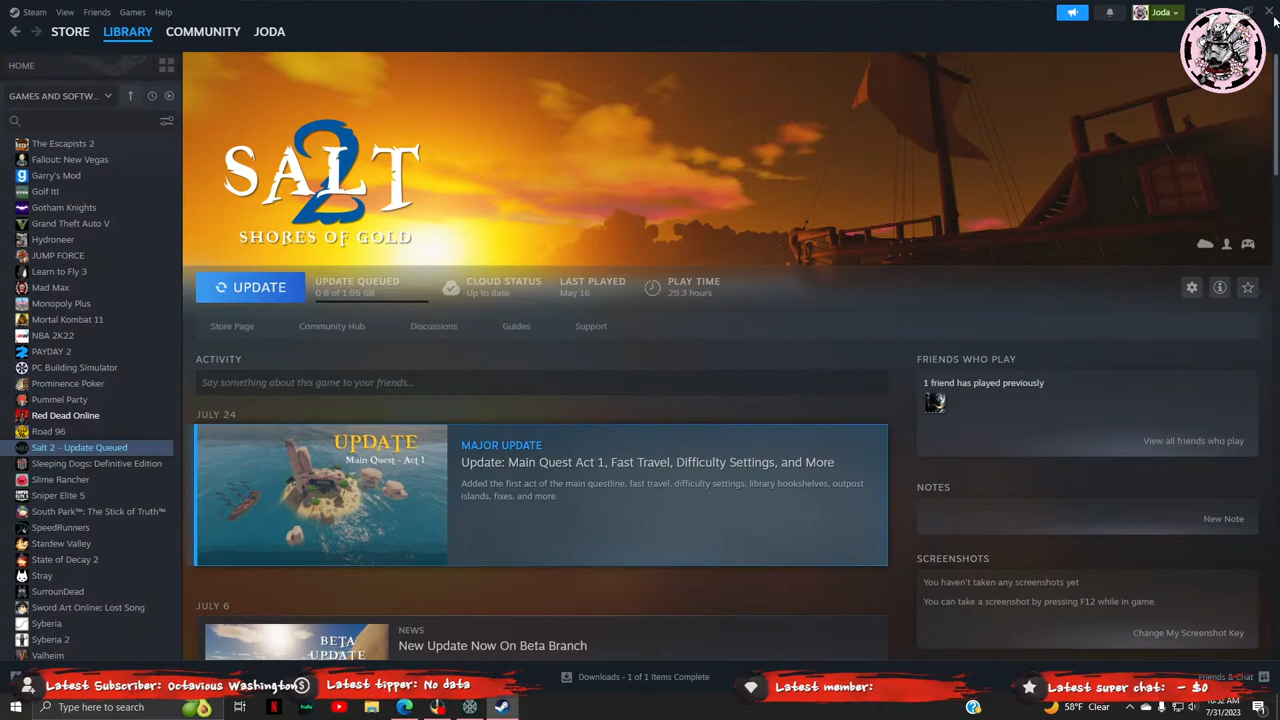 Steam View Friends Games Help
Joda
STORE LIBRARY COMMUNITY JODA
HOME
GAMES AND SOFTW...
The Escapists 2
Fallout: New Vegas
Garry's Mod
Golf It!
Gotham Knights
Grand Theft Auto V
Hydroneer
JUMP FORCE
Learn to Fly 3
Mad Max
Monopoly Plus
Mortal Kombat 11
NBA 2K22
PAYDAY 2
PC Building Simulator
Prominence Poker
Pummel Party
Red Dead Online
Road 96
Salt 2 - Update Queued
Sleeping Dogs: Definitive Edition
Slime Rancher
Sniper Elite 5
South Park™: The Stick of Truth™
SpeedRunners
Stardew Valley
State of Decay 2
Stray
SurrounDead
Sword Art Online: Lost Song
Syberia
Syberia 2
Valheim
SALT 2
SHORES OF GOLD
UPDATE
UPDATE QUEUED
0 B of 1.05 GB
CLOUD STATUS
Up to date
LAST PLAYED
May 16
PLAY TIME
29.3 hours
Store Page Community Hub Discussions Guides Support
ACTIVITY
Say something about this game to your friends...
JULY 24
UPDATE
Main Quest - Act 1
MAJOR UPDATE
Update: Main Quest Act 1, Fast Travel, Difficulty Settings, and More
Added the first act of the main questline, fast travel, difficulty settings, library bookshelves, outpost
islands, fixes, and more.
JULY 6
BETA
UPDATE
NEWS
New Update Now On Beta Branch
FRIENDS WHO PLAY
1 friend has played previously
View all friends who play
NOTES
New Note
SCREENSHOTS
You haven't taken any screenshots yet
You can take a screenshot by pressing F12 while in game.
Change My Screenshot Key
Downloads - 1 of 1 Items Complete
Friends & Chat
Latest Subscriber: Octavious Washington
Latest tipper: No data
Latest member:
Latest super chat: - $0
Type here to search
hulu
58°F Clear
10:52 AM
7/31/2023